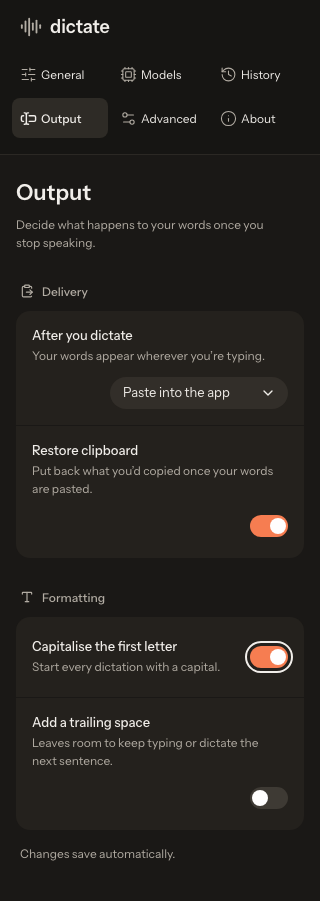 dictate
General
Models
History
Output
Advanced
About
Output
Decide what happens to your words once you
stop speaking.
Delivery
After you dictate
Your words appear wherever you're typing.
Paste into the app
Restore clipboard
Put back what you'd copied once your words
are pasted.
Formatting
Capitalise the first letter
Start every dictation with a capital.
Add a trailing space
Leaves room to keep typing or dictate the
next sentence.
Changes save automatically.